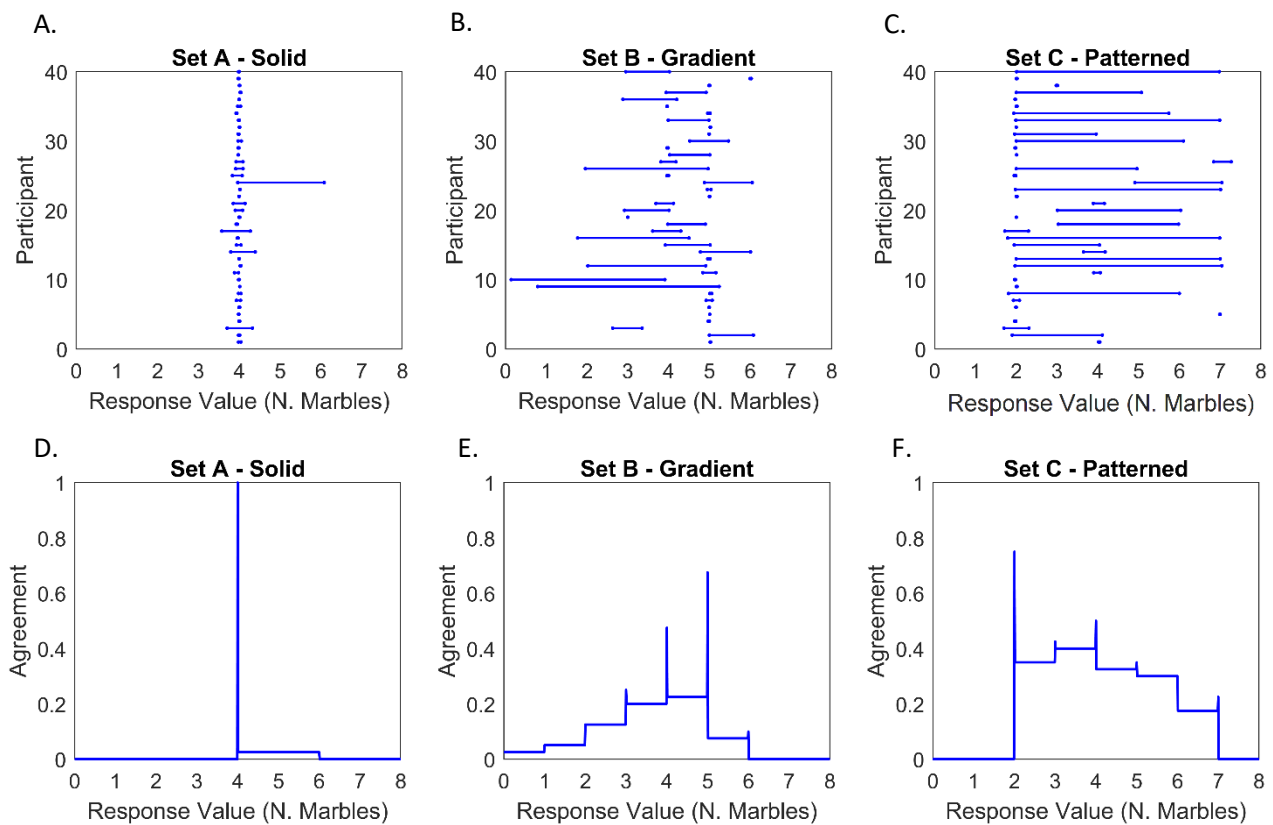 A.
Set A - Solid
40
30
20
10
0
Participant
0 1 2 3 4 5 6 7 8
Response Value (N. Marbles)
B.
Set B - Gradient
40
30
20
10
0
Participant
0 1 2 3 4 5 6 7 8
Response Value (N. Marbles)
C.
Set C - Patterned
40
30
20
10
0
Participant
0 1 2 3 4 5 6 7 8
Response Value (N. Marbles)
D.
Set A - Solid
1
0.8
0.6
0.4
0.2
0
Agreement
0 1 2 3 4 5 6 7 8
Response Value (N. Marbles)
E.
Set B - Gradient
1
0.8
0.6
0.4
0.2
0
Agreement
0 1 2 3 4 5 6 7 8
Response Value (N. Marbles)
F.
Set C - Patterned
1
0.8
0.6
0.4
0.2
0
Agreement
0 1 2 3 4 5 6 7 8
Response Value (N. Marbles)